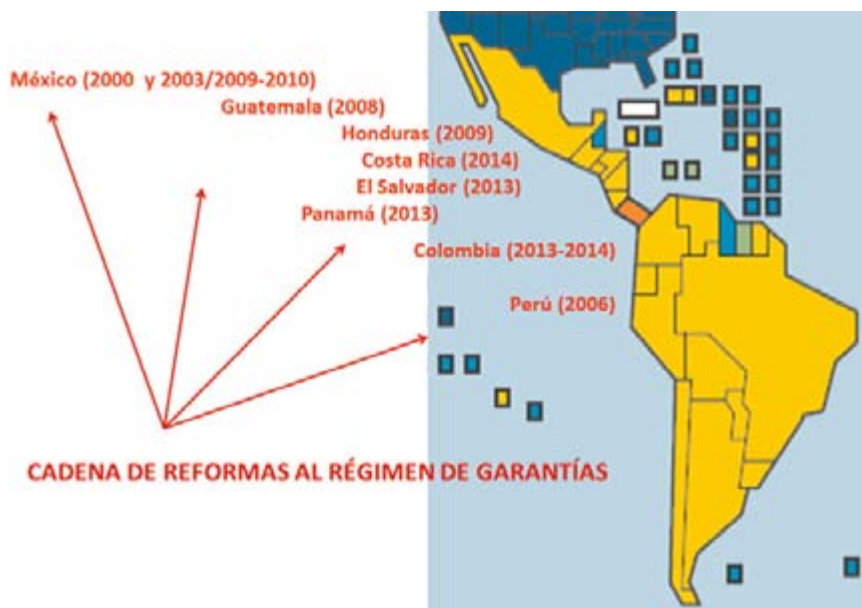 México (2000 y 2003/2009-2010)
Guatemala (2008)
Honduras (2009)
Costa Rica (2014)
El Salvador (2013)
Panamá (2013)
Colombia (2013-2014)
Perú (2006)
CADENA DE REFORMAS AL RÉGIMEN DE GARANTÍAS